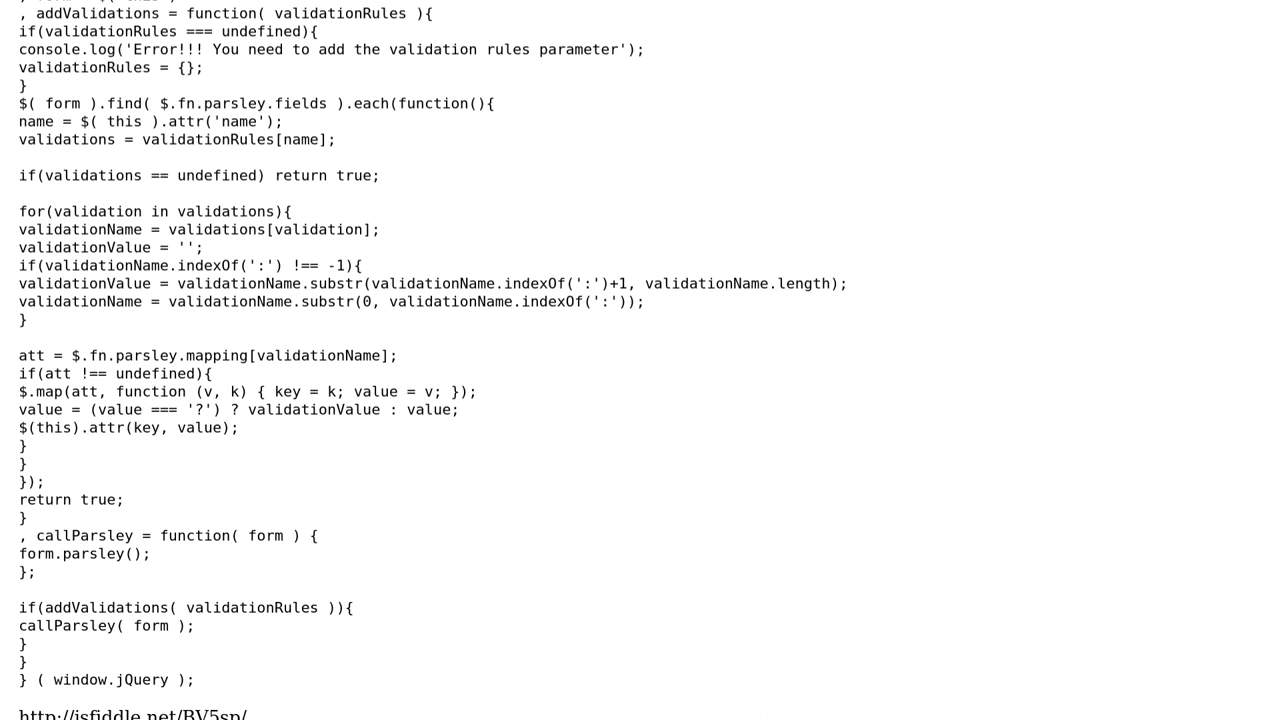 , addValidations = function( validationRules ){
if(validationRules === undefined){
console.log('Error!!! You need to add the validation rules parameter');
validationRules = {};
}
$( form ).find( $.fn.parsley.fields ).each(function(){
name = $( this ).attr('name');
validations = validationRules[name];

if(validations == undefined) return true;

for(validation in validations){
validationName = validations[validation];
validationValue = '';
if(validationName.indexOf(':') !== -1){
validationValue = validationName.substr(validationName.indexOf(':')+1, validationName.length);
validationName = validationName.substr(0, validationName.indexOf(':'));
}

att = $.fn.parsley.mapping[validationName];
if(att !== undefined){
$.map(att, function (v, k) { key = k; value = v; });
value = (value === '?') ? validationValue : value;
$(this).attr(key, value);
}
}
});
return true;
}
, callParsley = function( form ) {
form.parsley();
};

if(addValidations( validationRules )){
callParsley( form );
}
}
} ( window.jQuery );

http://jsfiddle.net/BV5sp/